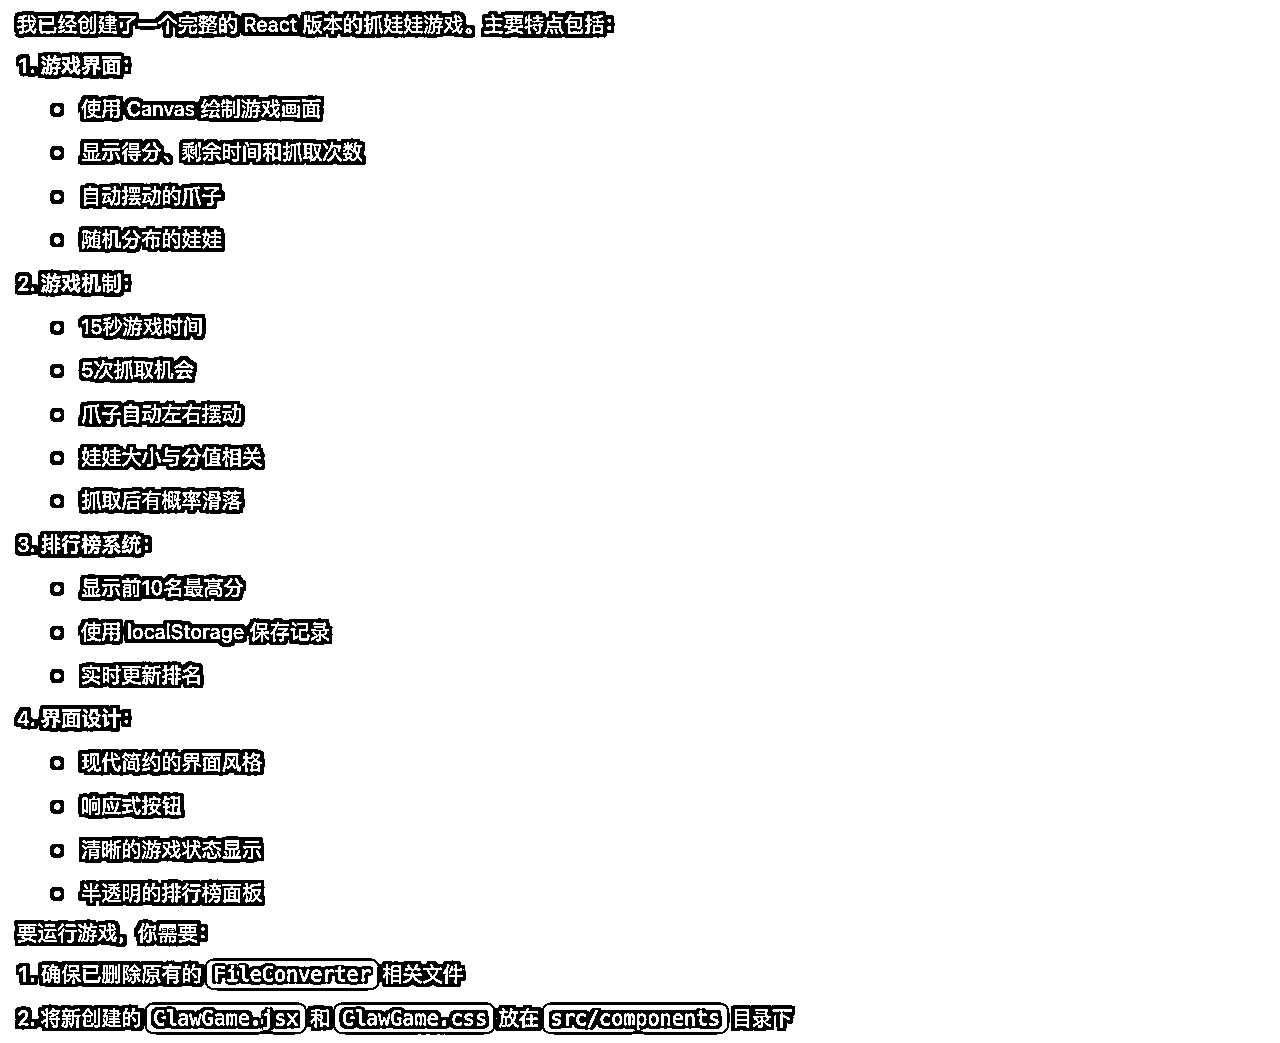 我已经创建了一个完整的 React 版本的抓娃娃游戏。主要特点包括：
1. 游戏界面：
使用 Canvas 绘制游戏画面
显示得分、剩余时间和抓取次数
自动摆动的爪子
随机分布的娃娃
2. 游戏机制：
15秒游戏时间
5次抓取机会
爪子自动左右摆动
娃娃大小与分值相关
抓取后有概率滑落
3. 排行榜系统：
显示前10名最高分
使用 localStorage 保存记录
实时更新排名
4. 界面设计：
现代简约的界面风格
响应式按钮
清晰的游戏状态显示
半透明的排行榜面板
要运行游戏，你需要：
1. 确保已删除原有的 FileConverter 相关文件
2. 将新创建的 ClawGame.jsx 和 ClawGame.css 放在 src/components 目录下